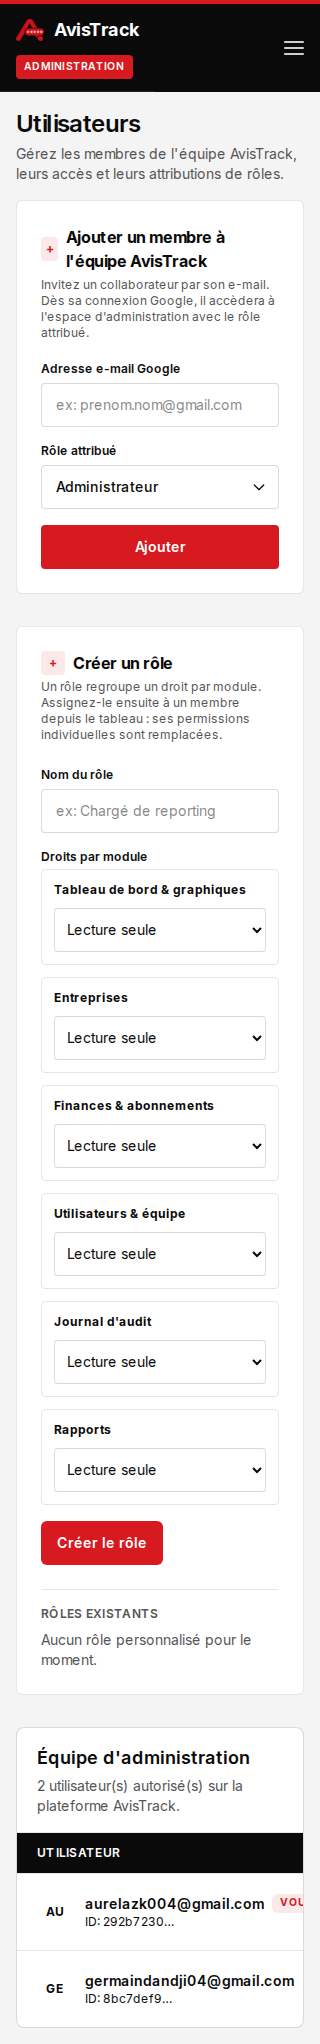 AvisTrack
ADMINISTRATION
Utilisateurs
Gérez les membres de l'équipe AvisTrack,
leurs accès et leurs attributions de rôles.
+ Ajouter un membre à
l'équipe AvisTrack
Invitez un collaborateur par son e-mail.
Dès sa connexion Google, il accèdera à
l'espace d'administration avec le rôle
attribué.
Adresse e-mail Google
ex: prenom.nom@gmail.com
Rôle attribué
Administrateur
Ajouter
+ Créer un rôle
Un rôle regroupe un droit par module.
Assignez-le ensuite à un membre
depuis le tableau : ses permissions
individuelles sont remplacées.
Nom du rôle
ex: Chargé de reporting
Droits par module
Tableau de bord & graphiques
Lecture seule
Entreprises
Lecture seule
Finances & abonnements
Lecture seule
Utilisateurs & équipe
Lecture seule
Journal d'audit
Lecture seule
Rapports
Lecture seule
Créer le rôle
RÔLES EXISTANTS
Aucun rôle personnalisé pour le
moment.
Équipe d'administration
2 utilisateur(s) autorisé(s) sur la
plateforme AvisTrack.
UTILISATEUR
AU aurelazk004@gmail.com VOU
ID: 292b7230...
GE germaindandji04@gmail.com
ID: 8bc7def9...